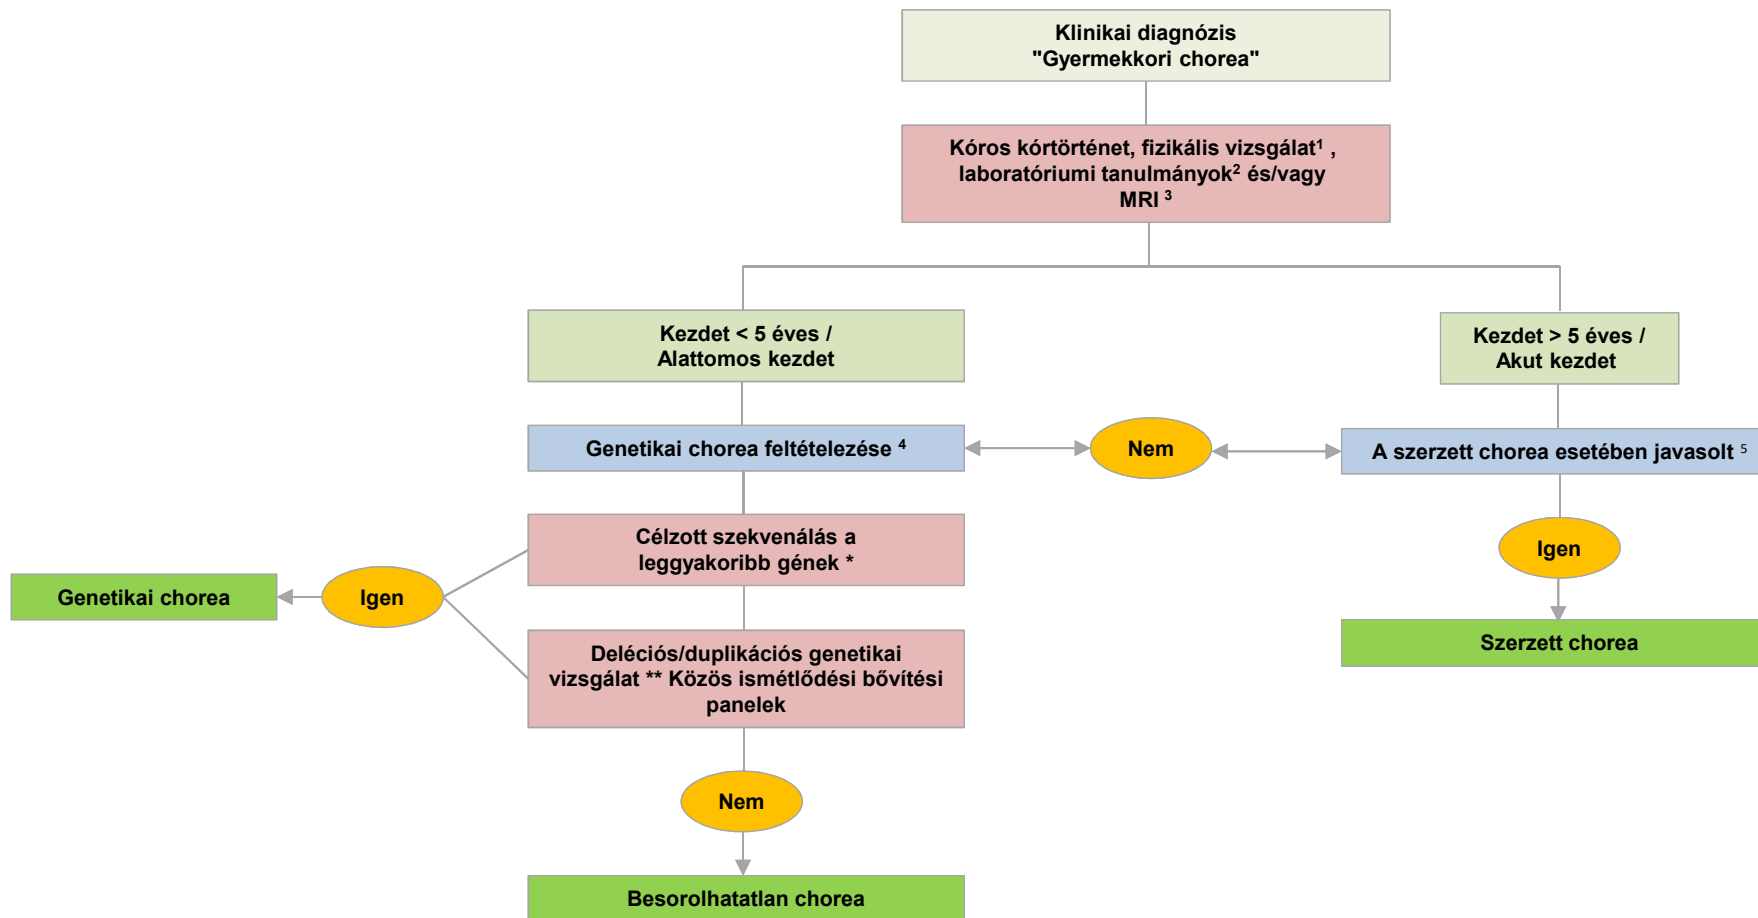 Klinikai diagnózis
"Gyermekkori chorea"
Kóros kórtörténet, fizikális vizsgálat¹ ,
laboratóriumi tanulmányok² és/vagy
MRI ³
Kezdet < 5 éves /
Alattomos kezdet
Kezdet > 5 éves /
Akut kezdet
Genetikai chorea feltételezése ⁴
Nem
A szerzett chorea esetében javasolt ⁵
Célzott szekvenálás a
leggyakoribb gének *
Igen
Genetikai chorea
Igen
Deléciós/duplikációs genetikai
vizsgálat ** Közös ismétlődési bővítési
panelek
Szerzett chorea
Nem
Besorolhatatlan chorea